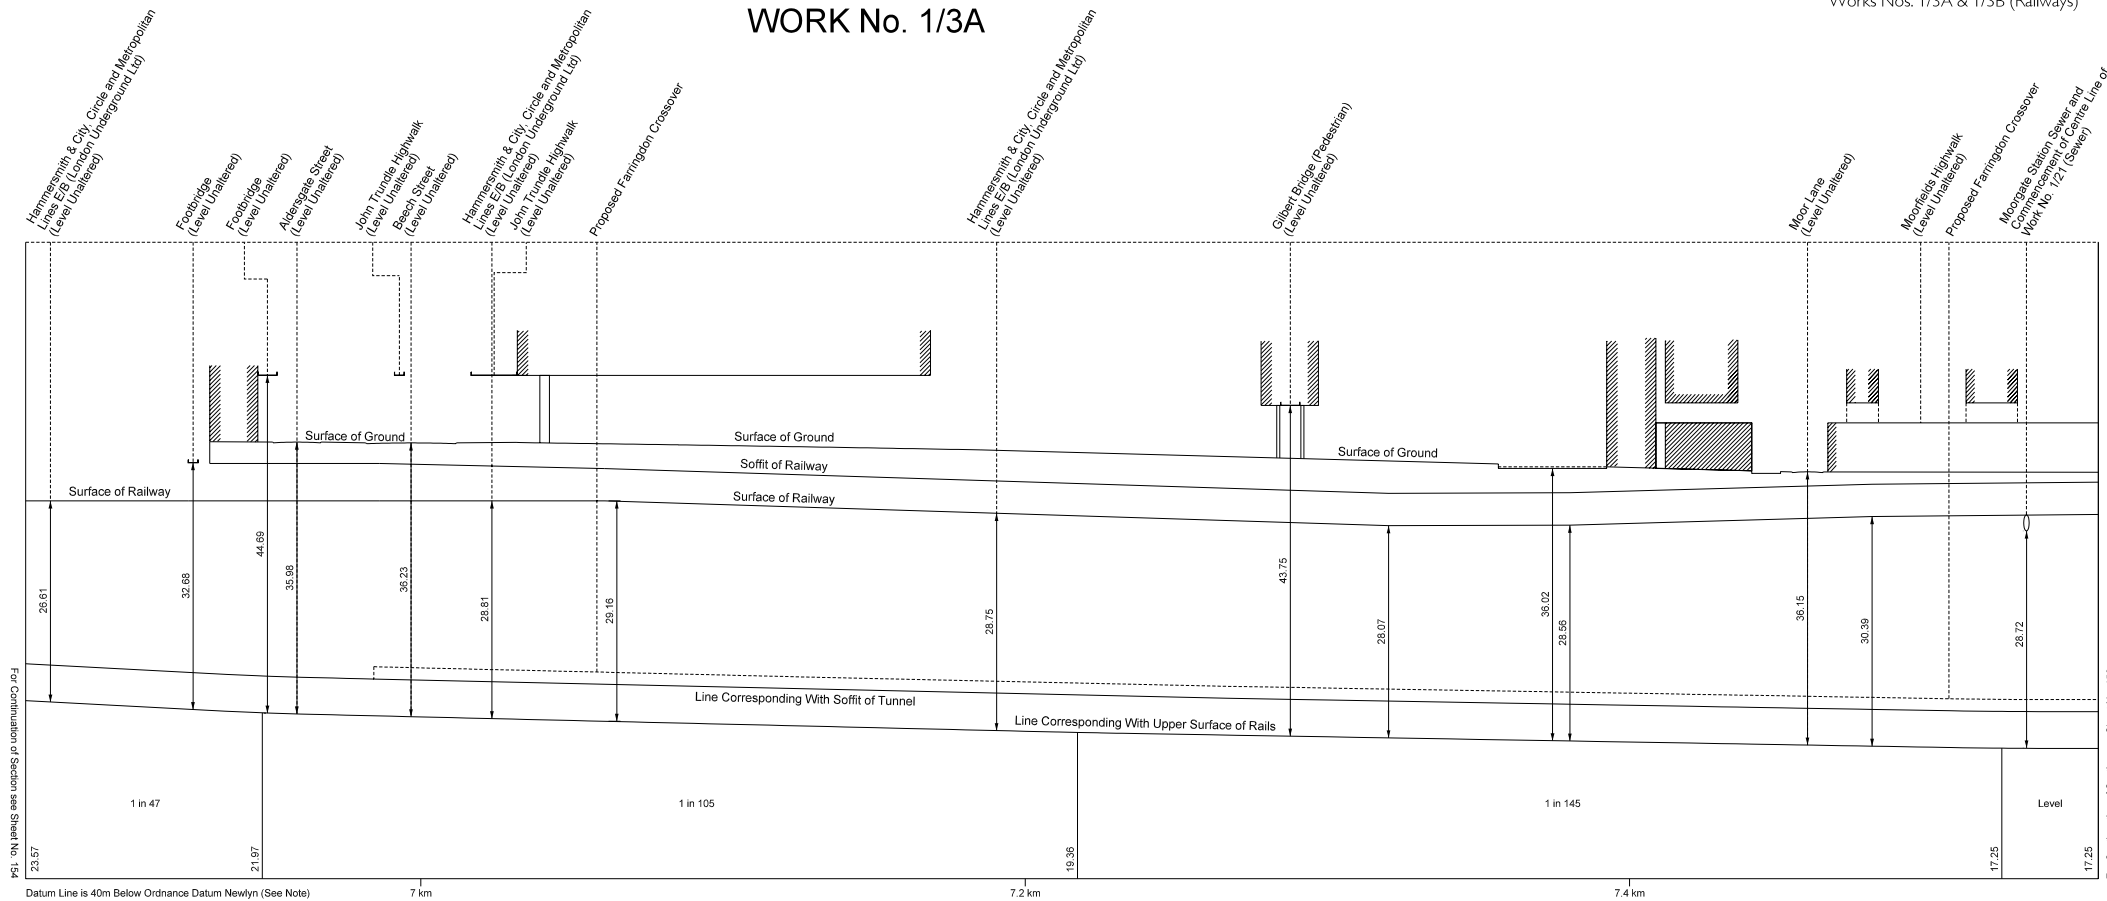 Works Nos. 1/3A & 1/3B (Railways)
WORK No. 1/3A
Hammersmith & City, Circle and Metropolitan
Lines E/B (London Underground Ltd)
(Level Unaltered)
Footbridge
(Level Unaltered)
Footbridge
(Level Unaltered)
Aldersgate Street
(Level Unaltered)
John Trundle Highwalk
(Level Unaltered)
Beech Street
(Level Unaltered)
Hammersmith & City, Circle and Metropolitan
Lines E/B (London Underground Ltd)
(Level Unaltered)
John Trundle Highwalk
(Level Unaltered)
Proposed Farringdon Crossover
Hammersmith & City, Circle and Metropolitan
Lines E/B (London Underground Ltd)
(Level Unaltered)
Gilbert Bridge (Pedestrian)
(Level Unaltered)
Moor Lane
(Level Unaltered)
Moorfields Highwalk
(Level Unaltered)
Proposed Farringdon Crossover
Moorgate Station Sewer and
Commencement of Centre Line of
Work No. 1/21 (Sewer)
Surface of Ground
Surface of Ground
Surface of Ground
Soffit of Railway
Surface of Railway
Surface of Railway
26.61
32.68
44.69
35.98
36.23
28.81
29.16
28.75
43.75
28.07
36.02
28.56
36.15
30.39
28.72
Line Corresponding With Soffit of Tunnel
Line Corresponding With Upper Surface of Rails
For Continuation of Section see Sheet No. 154
1 in 47
1 in 105
1 in 145
Level
23.57
21.97
19.36
17.25
17.25
Datum Line is 40m Below Ordnance Datum Newlyn (See Note)
7 km
7.2 km
7.4 km